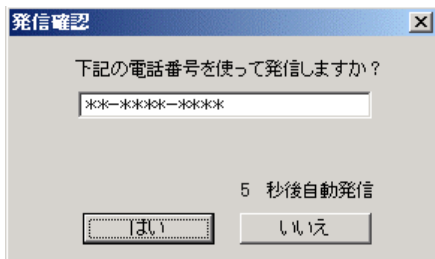 発信確認
下記の電話番号を使って発信しますか？
**-****-****
5 秒後自動発信
はい いいえ